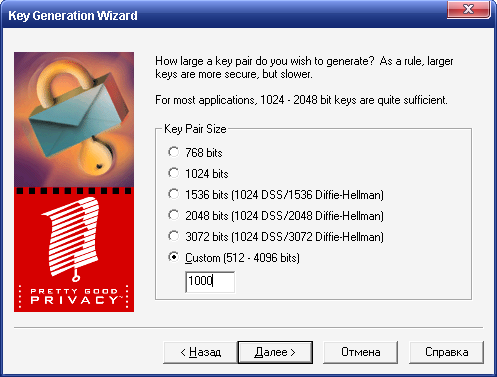 Key Generation Wizard
How large a key pair do you wish to generate? As a rule, larger
keys are more secure, but slower.
For most applications, 1024 - 2048 bit keys are quite sufficient.
Key Pair Size
768 bits
1024 bits
1536 bits (1024 DSS/1536 Diffie-Hellman)
2048 bits (1024 DSS/2048 Diffie-Hellman)
3072 bits (1024 DSS/3072 Diffie-Hellman)
Custom (512 - 4096 bits)
1000
PRETTY GOOD
PRIVACY™
< Назад Далее > Отмена Справка